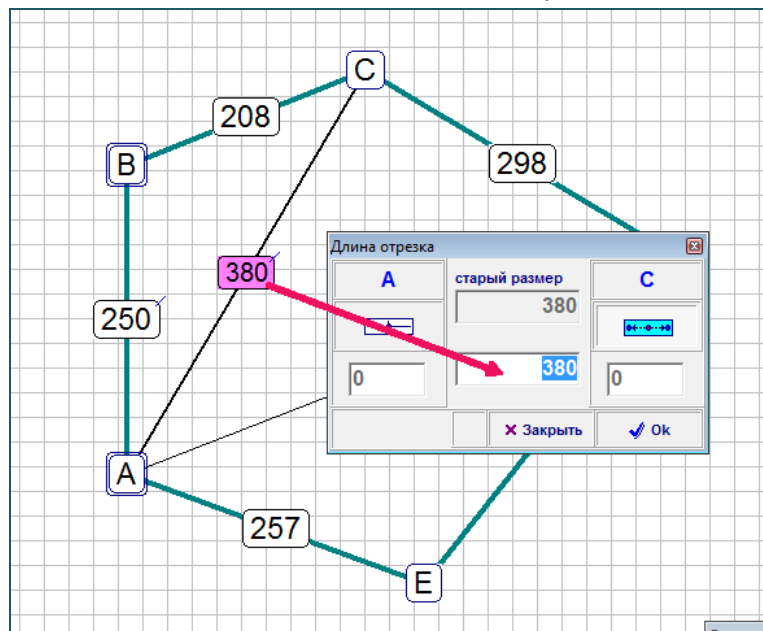 C
208
B
298
Длина отрезка
380
A
старый размер
C
380
250
380
0
0
Закрыть
Ok
A
257
E